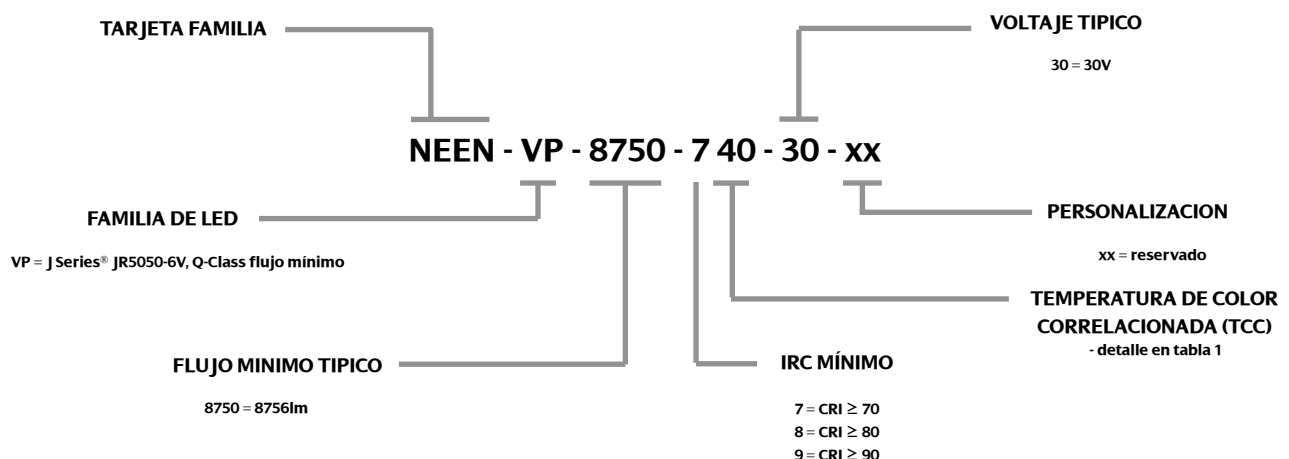 TARJETA FAMILIA
VOLTAJE TIPICO
30 = 30V
NEEN - VP - 8750 - 7 40 - 30 - xx
FAMILIA DE LED
VP = J Series® JR5050-6V, Q-Class flujo mínimo
PERSONALIZACION
xx = reservado
TEMPERATURA DE COLOR
CORRELACIONADA (TCC)
- detalle en tabla 1
FLUJO MINIMO TIPICO
8750 = 8756lm
IRC MÍNIMO
7 = CRI ≥ 70
8 = CRI ≥ 80
9 = CRI ≥ 90